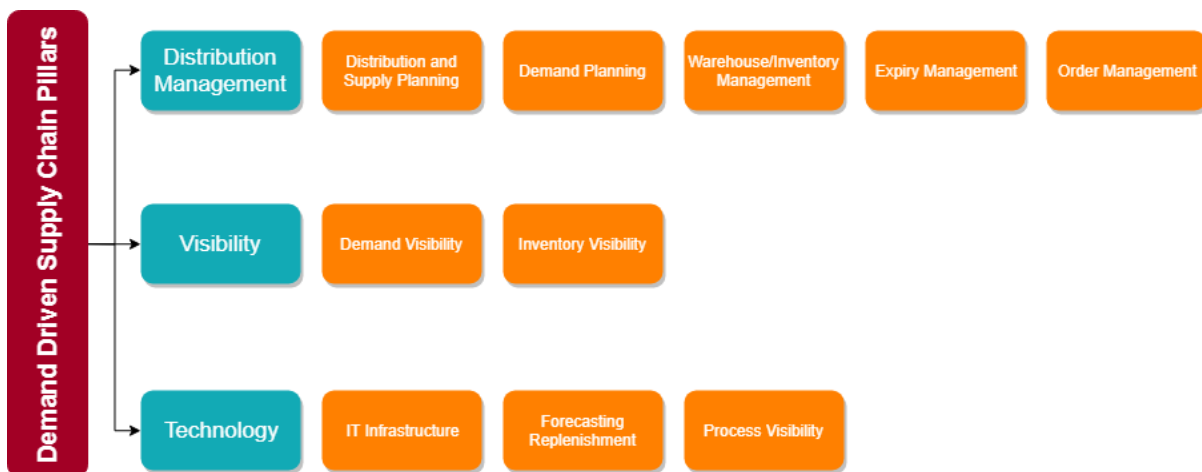 Demand Driven Supply Chain Pillars
Distribution
Management
Distribution and
Supply Planning
Demand Planning
Warehouse/Inventory
Management
Expiry Management
Order Management
Visibility
Demand Visibility
Inventory Visibility
Technology
IT Infrastructure
Forecasting
Replenishment
Process Visibility